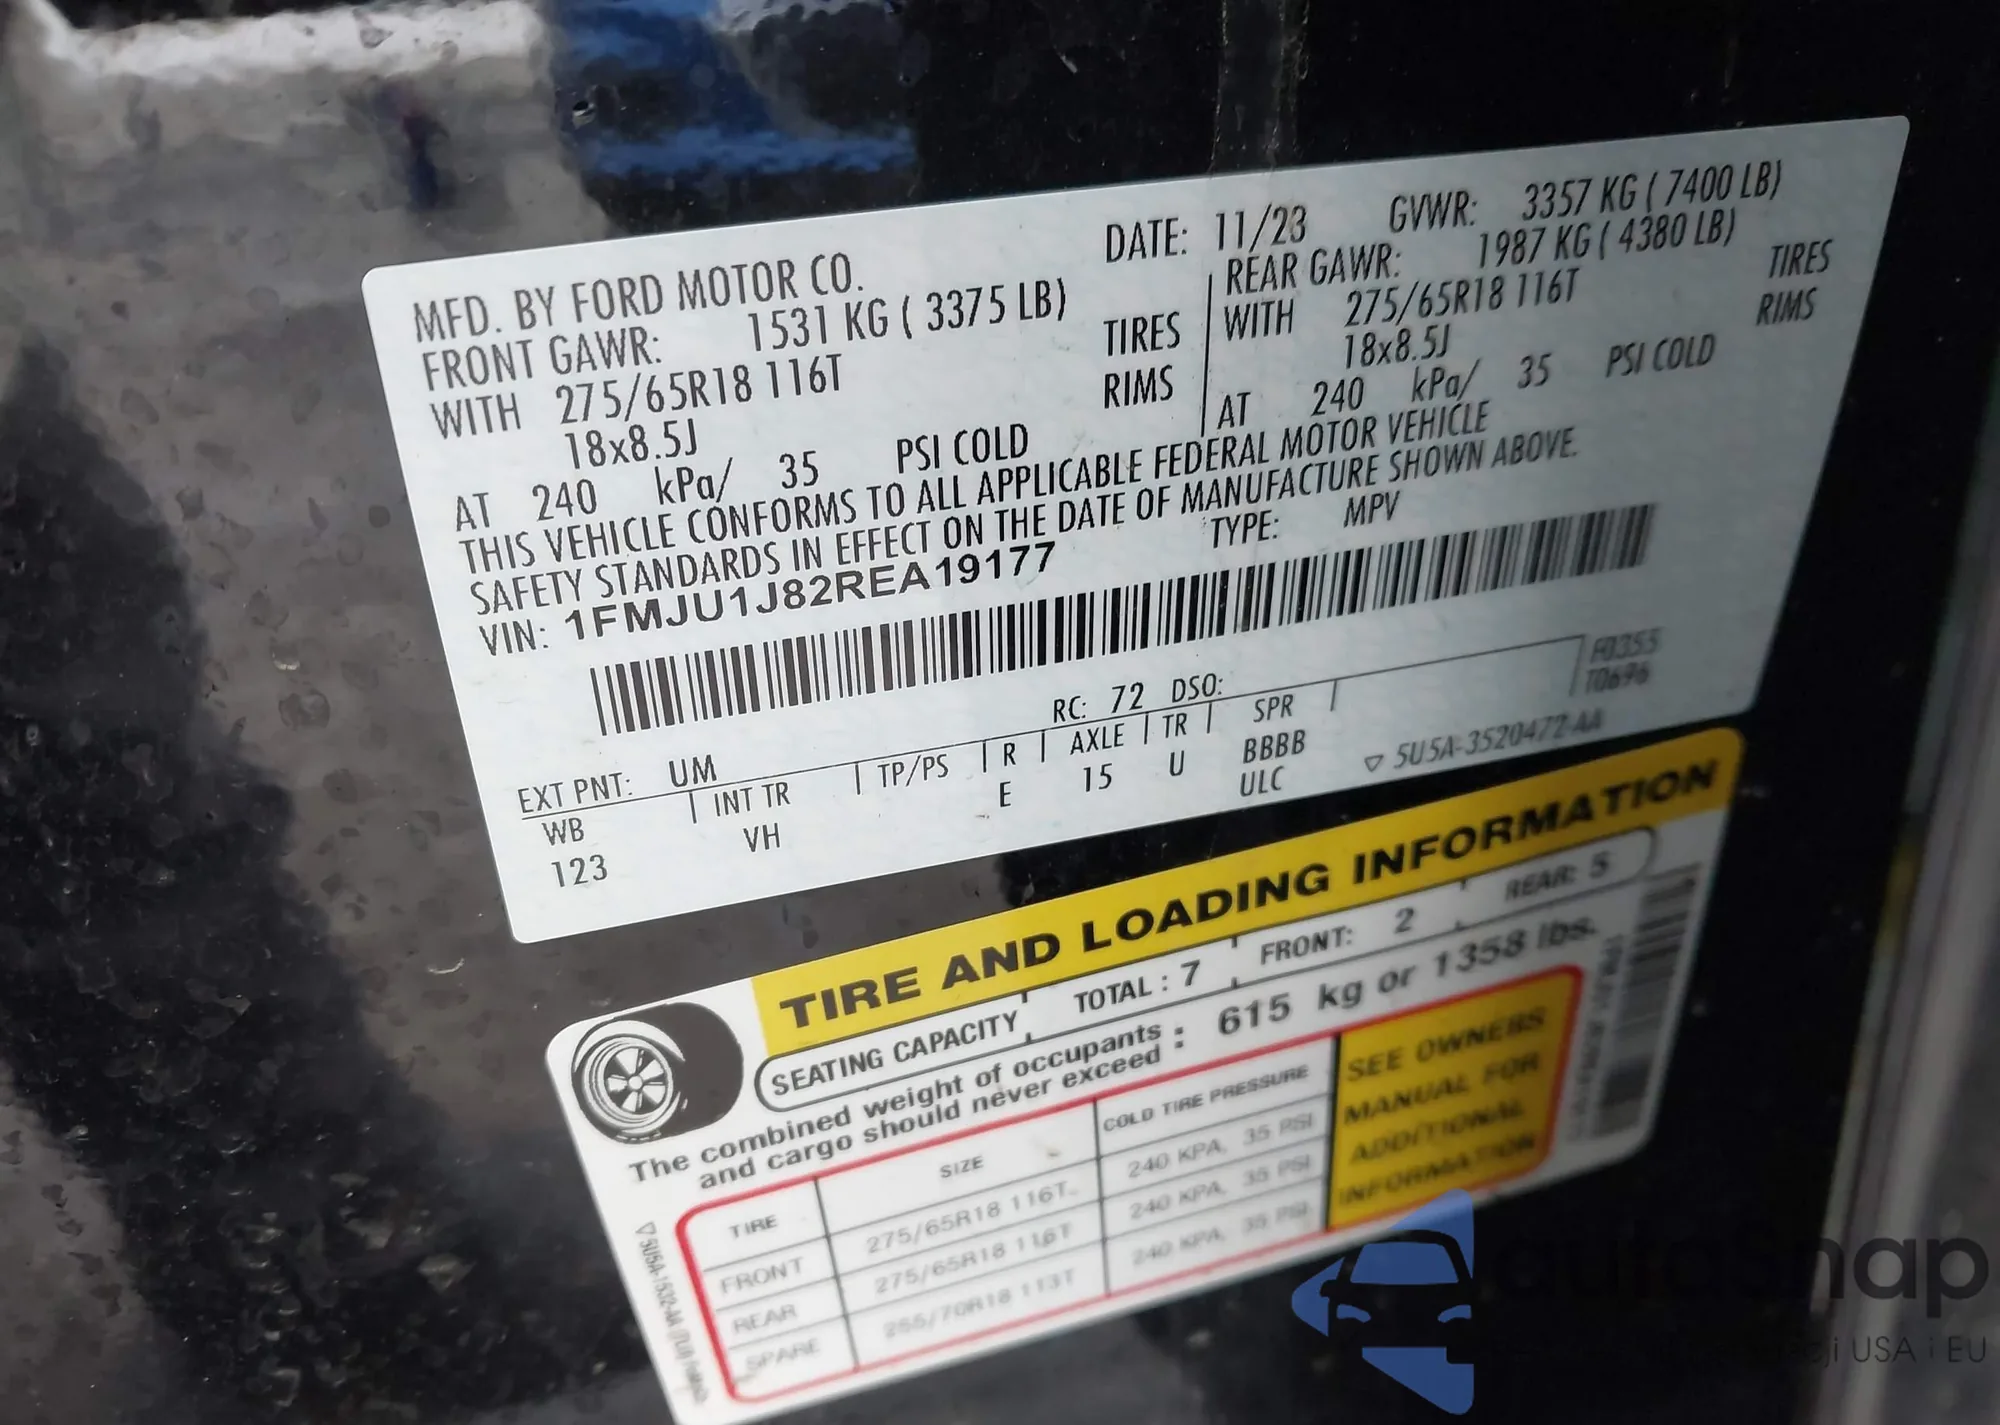 MFD. BY FORD MOTOR CO.
DATE: 11/23
GVWR: 3357 KG ( 7400 LB)
FRONT GAWR: 1531 KG ( 3375 LB)
WITH 275/65R18 116T TIRES
18x8.5J RIMS
AT 240 kPa/ 35 PSI COLD
REAR GAWR: 1987 KG ( 4380 LB)
WITH 275/65R18 116T TIRES
18x8.5J RIMS
AT 240 kPa/ 35 PSI COLD
THIS VEHICLE CONFORMS TO ALL APPLICABLE FEDERAL MOTOR VEHICLE
SAFETY STANDARDS IN EFFECT ON THE DATE OF MANUFACTURE SHOWN ABOVE.
VIN: 1FMJU1J82REA19177
TYPE: MPV
F0355
T0696
EXT PNT: UM RC: 72 DSO:
WB INT TR TP/PS R AXLE TR SPR
123 VH E 15 U BBBB
ULC
5U5A-3520472-AA
TIRE AND LOADING INFORMATION
SEATING CAPACITY TOTAL : 7 FRONT: 2 REAR: 5
The combined weight of occupants
and cargo should never exceed : 615 kg or 1358 lbs.
TIRE SIZE COLD TIRE PRESSURE
FRONT 275/65R18 116T 240 KPA, 35 PSI
REAR 275/65R18 116T 240 KPA, 35 PSI
SPARE 255/70R18 113T 240 KPA, 35 PSI
SEE OWNERS
MANUAL FOR
ADDITIONAL
INFORMATION
USA i EU